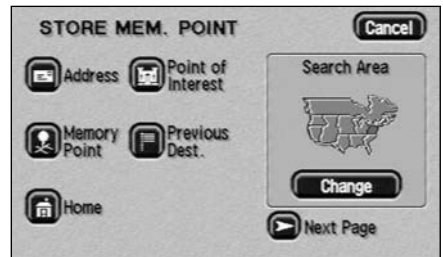 STORE MEM. POINT
Cancel
Address
Point of
Interest
Search Area
Memory
Point
Previous
Dest.
Change
Home
Next Page